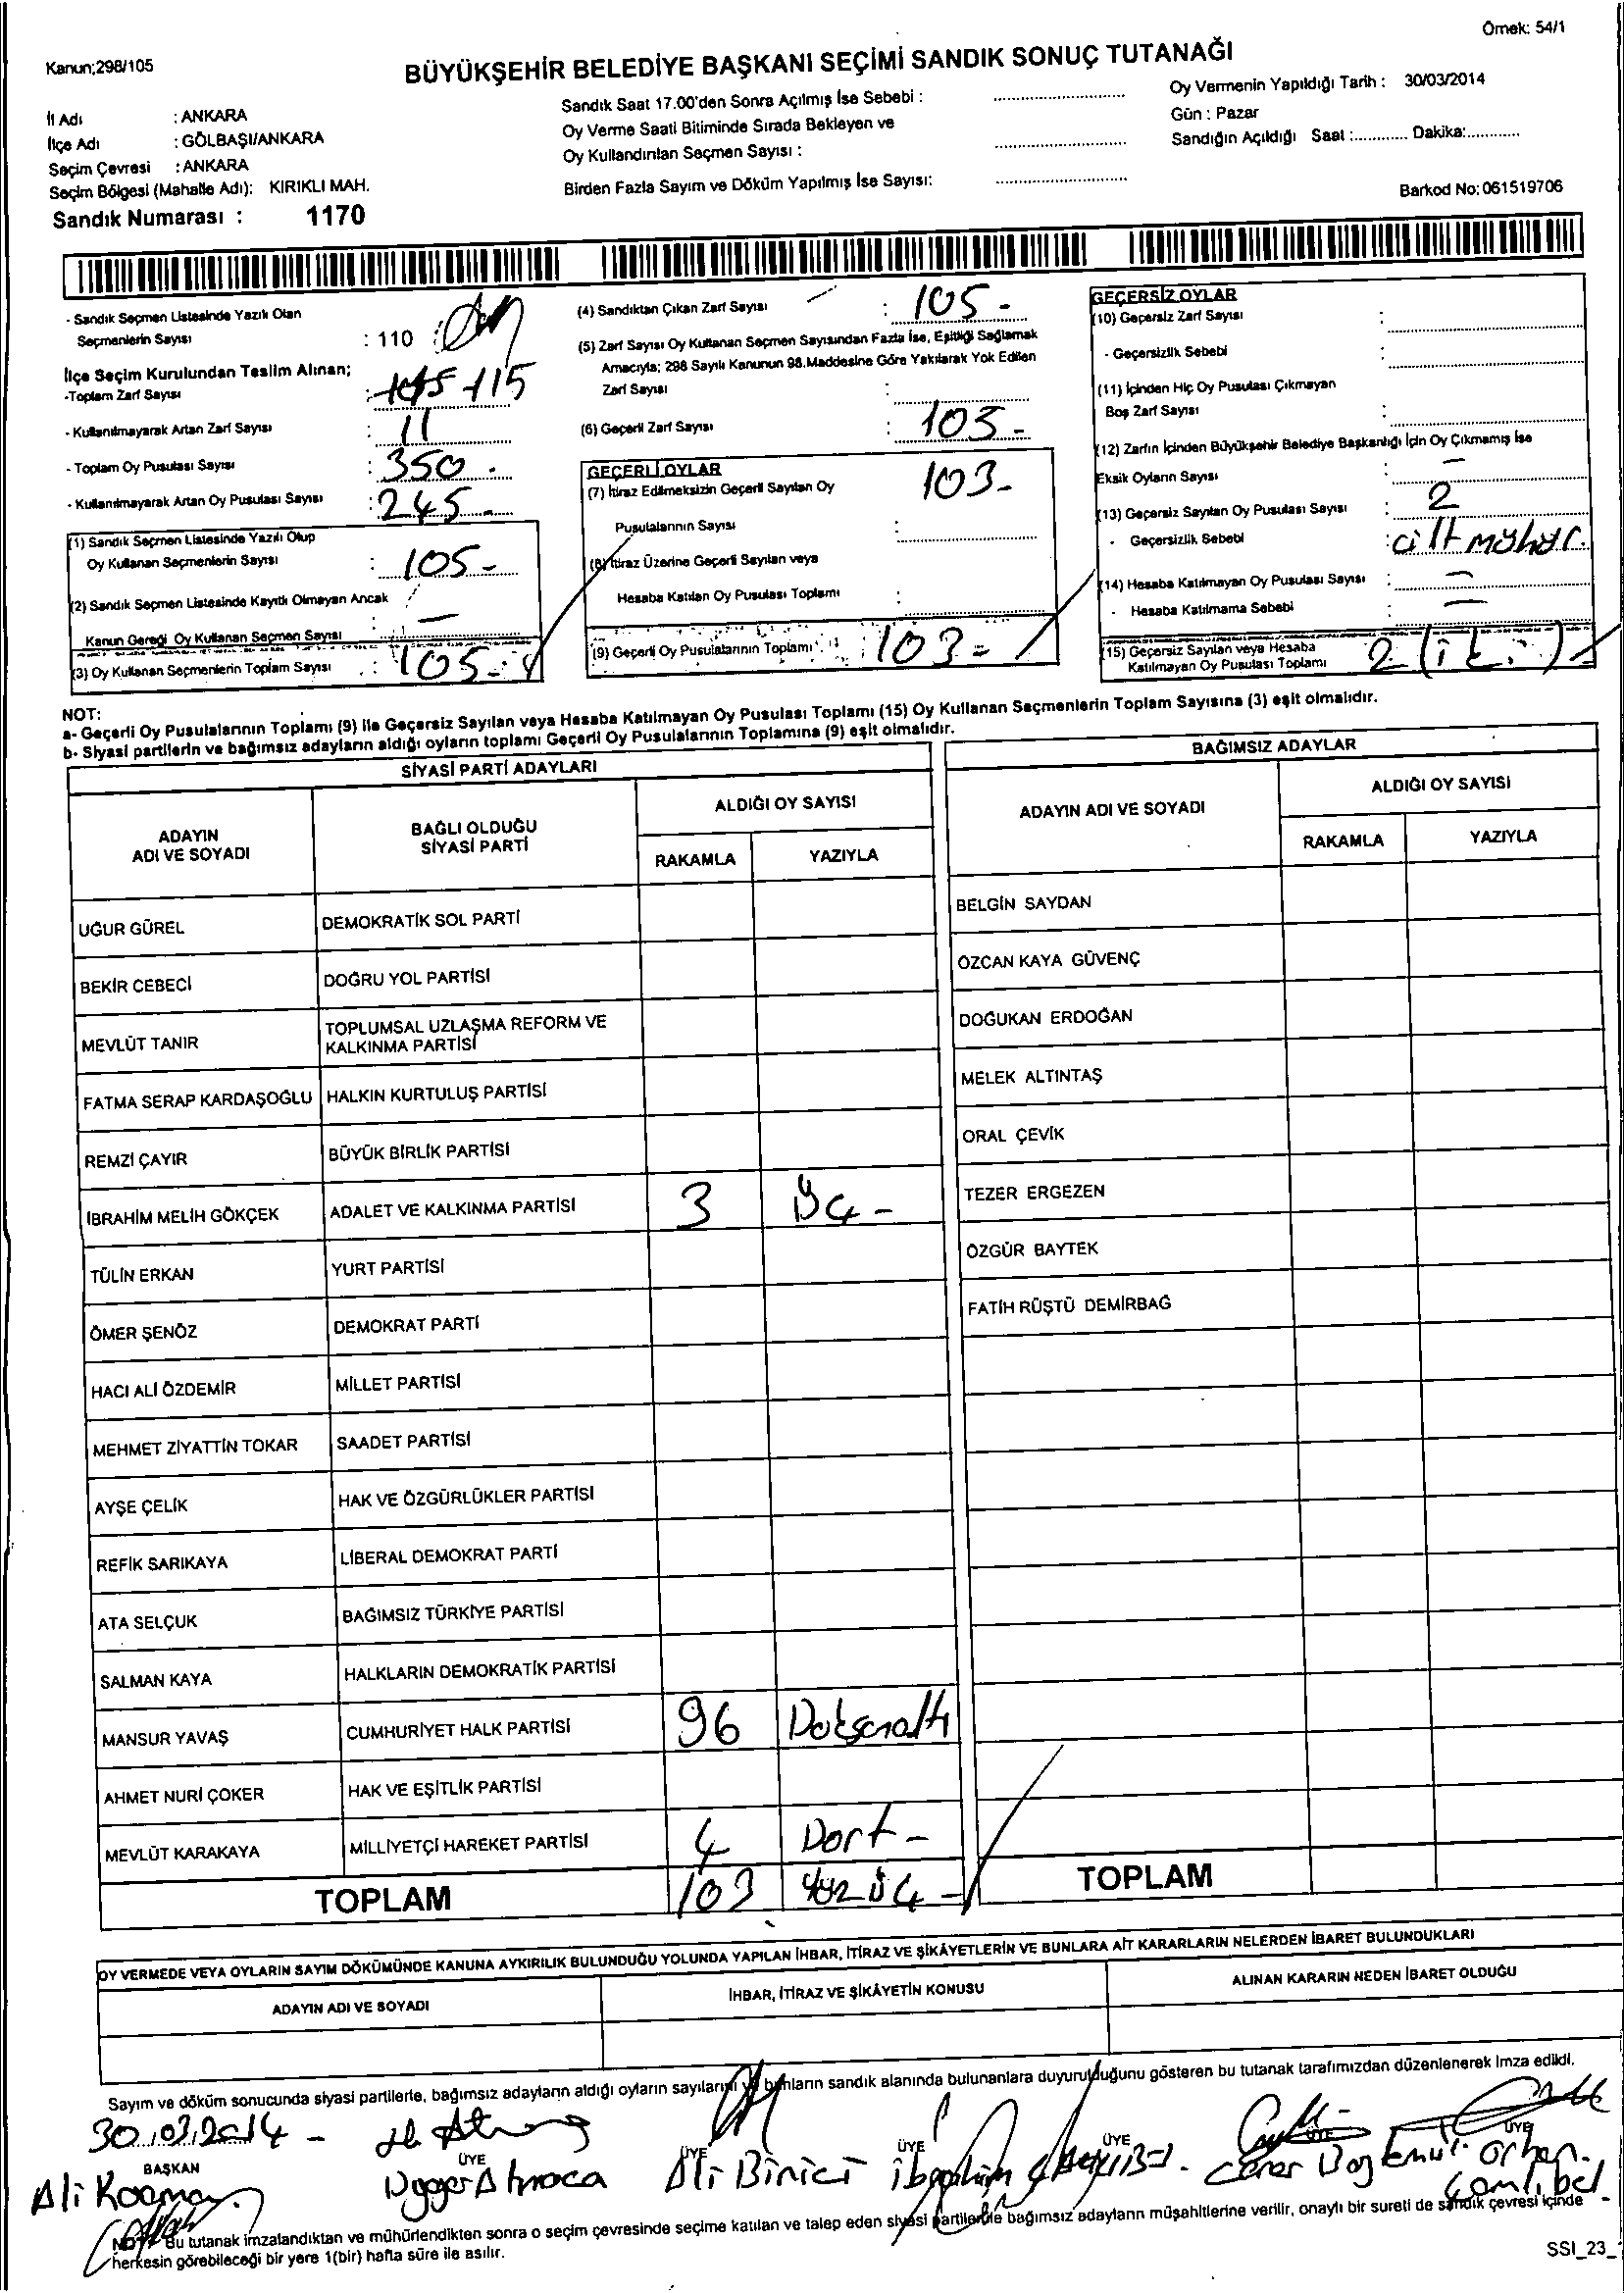 Örnek: 54/1
Kanun;298/105
BÜYÜKŞEHİR BELEDİYE BAŞKANI SEÇİMİ SANDIK SONUÇ TUTANAĞI
İl Adı : ANKARA
İlçe Adı : GÖLBAŞI/ANKARA
Seçim Çevresi : ANKARA
Seçim Bölgesi (Mahalle Adı): KIRIKLI MAH.
Sandık Numarası : 1170
Sandık Saat 17.00'den Sonra Açılmış İse Sebebi :
Oy Verme Saati Bitiminde Sırada Bekleyen ve
Oy Kullandırılan Seçmen Sayısı :
Birden Fazla Sayım ve Döküm Yapılmış İse Sayısı:
Oy Vermenin Yapıldığı Tarih : 30/03/2014
Gün : Pazar
Sandığın Açıldığı Saat :............ Dakika:............
Barkod No: 061519706
- Sandık Seçmen Listesinde Yazılı Olan
Seçmenlerin Sayısı : 110
İlçe Seçim Kurulundan Teslim Alınan;
-Toplam Zarf Sayısı : 115
- Kullanılmayarak Artan Zarf Sayısı : 11
- Toplam Oy Pusulası Sayısı : 350 -
- Kullanılmayarak Artan Oy Pusulası Sayısı : 245 -
(1) Sandık Seçmen Listesinde Yazılı Olup
Oy Kullanan Seçmenlerin Sayısı : 105 -
(2) Sandık Seçmen Listesinde Kayıtlı Olmayan Ancak
Kanun Gereği Oy Kullanan Seçmen Sayısı : -
(3) Oy Kullanan Seçmenlerin Toplam Sayısı : 105 -
(4) Sandıktan Çıkan Zarf Sayısı : 105 -
(5) Zarf Sayısı Oy Kullanan Seçmen Sayısından Fazla İse, Eşitliği Sağlamak
Amacıyla; 298 Sayılı Kanunun 98.Maddesine Göre Yakılarak Yok Edilen
Zarf Sayısı :
(6) Geçerli Zarf Sayısı : 103 -
GEÇERLİ OYLAR
(7) İtiraz Edilmeksizin Geçerli Sayılan Oy 103 -
Pusulalarının Sayısı :
(8) İtiraz Üzerine Geçerli Sayılan veya
Hesaba Katılan Oy Pusulası Toplamı :
(9) Geçerli Oy Pusulalarının Toplamı : 103 -
GEÇERSİZ OYLAR
(10) Geçersiz Zarf Sayısı :
- Geçersizlik Sebebi :
(11) İçinden Hiç Oy Pusulası Çıkmayan
Boş Zarf Sayısı :
(12) Zarfın İçinden Büyükşehir Belediye Başkanlığı İçin Oy Çıkmamış İse
Eksik Oyların Sayısı : -
(13) Geçersiz Sayılan Oy Pusulası Sayısı : 2
- Geçersizlik Sebebi : cift mühür.
(14) Hesaba Katılmayan Oy Pusulası Sayısı : -
- Hesaba Katılmama Sebebi : -
(15) Geçersiz Sayılan veya Hesaba
Katılmayan Oy Pusulası Toplamı 2 (iki)
NOT:
a- Geçerli Oy Pusulalarının Toplamı (9) ile Geçersiz Sayılan veya Hesaba Katılmayan Oy Pusulası Toplamı (15) Oy Kullanan Seçmenlerin Toplam Sayısına (3) eşit olmalıdır.
b- Siyasi partilerin ve bağımsız adayların aldığı oyların toplamı Geçerli Oy Pusulalarının Toplamına (9) eşit olmalıdır.
SİYASİ PARTİ ADAYLARI
ADAYIN ADI VE SOYADI
BAĞLI OLDUĞU SİYASİ PARTİ
ALDIĞI OY SAYISI
RAKAMLA YAZIYLA
UĞUR GÜREL DEMOKRATİK SOL PARTİ
BEKİR CEBECİ DOĞRU YOL PARTİSİ
MEVLÜT TANIR TOPLUMSAL UZLAŞMA REFORM VE KALKINMA PARTİSİ
FATMA SERAP KARDAŞOĞLU HALKIN KURTULUŞ PARTİSİ
REMZİ ÇAYIR BÜYÜK BİRLİK PARTİSİ
İBRAHİM MELİH GÖKÇEK ADALET VE KALKINMA PARTİSİ 3 Üç -
TÜLİN ERKAN YURT PARTİSİ
ÖMER ŞENÖZ DEMOKRAT PARTİ
HACI ALİ ÖZDEMİR MİLLET PARTİSİ
MEHMET ZİYATTİN TOKAR SAADET PARTİSİ
AYŞE ÇELİK HAK VE ÖZGÜRLÜKLER PARTİSİ
REFİK SARIKAYA LİBERAL DEMOKRAT PARTİ
ATA SELÇUK BAĞIMSIZ TÜRKİYE PARTİSİ
SALMAN KAYA HALKLARIN DEMOKRATİK PARTİSİ
MANSUR YAVAŞ CUMHURİYET HALK PARTİSİ 96 Doksanaltı
AHMET NURİ ÇOKER HAK VE EŞİTLİK PARTİSİ
MEVLÜT KARAKAYA MİLLİYETÇİ HAREKET PARTİSİ 4 Dört -
TOPLAM 103 yüz üç -
BAĞIMSIZ ADAYLAR
ADAYIN ADI VE SOYADI
ALDIĞI OY SAYISI
RAKAMLA YAZIYLA
BELGİN SAYDAN
ÖZCAN KAYA GÜVENÇ
DOĞUKAN ERDOĞAN
MELEK ALTINTAŞ
ORAL ÇEVİK
TEZER ERGEZEN
ÖZGÜR BAYTEK
FATİH RÜŞTÜ DEMİRBAĞ
TOPLAM
OY VERMEDE VEYA OYLARIN SAYIM DÖKÜMÜNDE KANUNA AYKIRILIK BULUNDUĞU YOLUNDA YAPILAN İHBAR, İTİRAZ VE ŞİKÂYETLERİN VE BUNLARA AİT KARARLARIN NELERDEN İBARET BULUNDUKLARI
ADAYIN ADI VE SOYADI
İHBAR, İTİRAZ VE ŞİKÂYETİN KONUSU
ALINAN KARARIN NEDEN İBARET OLDUĞU
Sayım ve döküm sonucunda siyasi partilerle, bağımsız adayların aldığı oyların sayılarını ve bunların sandık alanında bulunanlara duyurulduğunu gösteren bu tutanak tarafımızdan düzenlenerek imza edildi.
30.03.2014 -
BAŞKAN ÜYE ÜYE ÜYE ÜYE ÜYE ÜYE
Ali Binici
NOT: Bu tutanak imzalandıktan ve mühürlendikten sonra o seçim çevresinde seçime katılan ve talep eden siyasi partilerle bağımsız adayların müşahitlerine verilir, onaylı bir sureti de sandık çevresi içinde
herkesin görebileceği bir yere 1(bir) hafta süre ile asılır.
SSI_23_